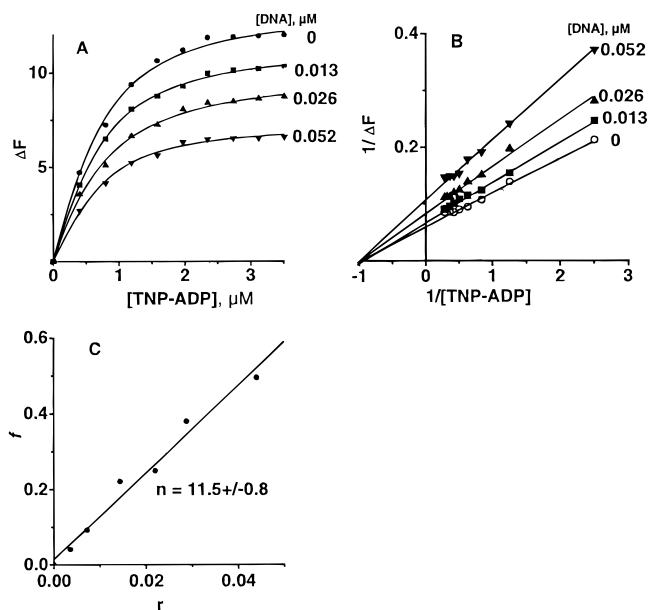 A
[DNA], μM
0
0.013
0.026
0.052
10
5
0
ΔF
0 1 2 3
[TNP-ADP], μM
B
[DNA], μM
0.052
0.026
0.013
0
0.4
0.2
0.0
1/ ΔF
-1 0 1 2 3
1/[TNP-ADP]
C
0.6
0.4
0.2
0.0
f
n = 11.5+/-0.8
0.00 0.02 0.04
r